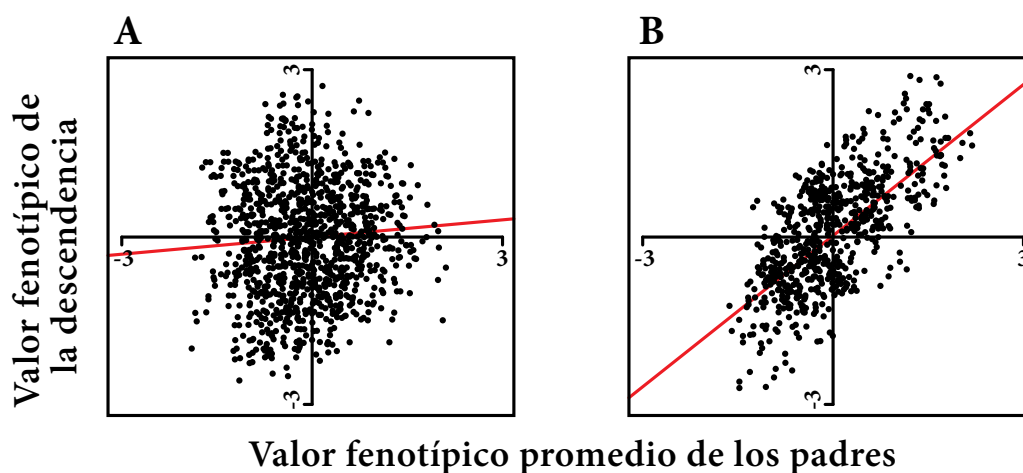 A
B
Valor fenotípico de
la descendencia
3
-3
3
-3
3
-3
3
-3
Valor fenotípico promedio de los padres